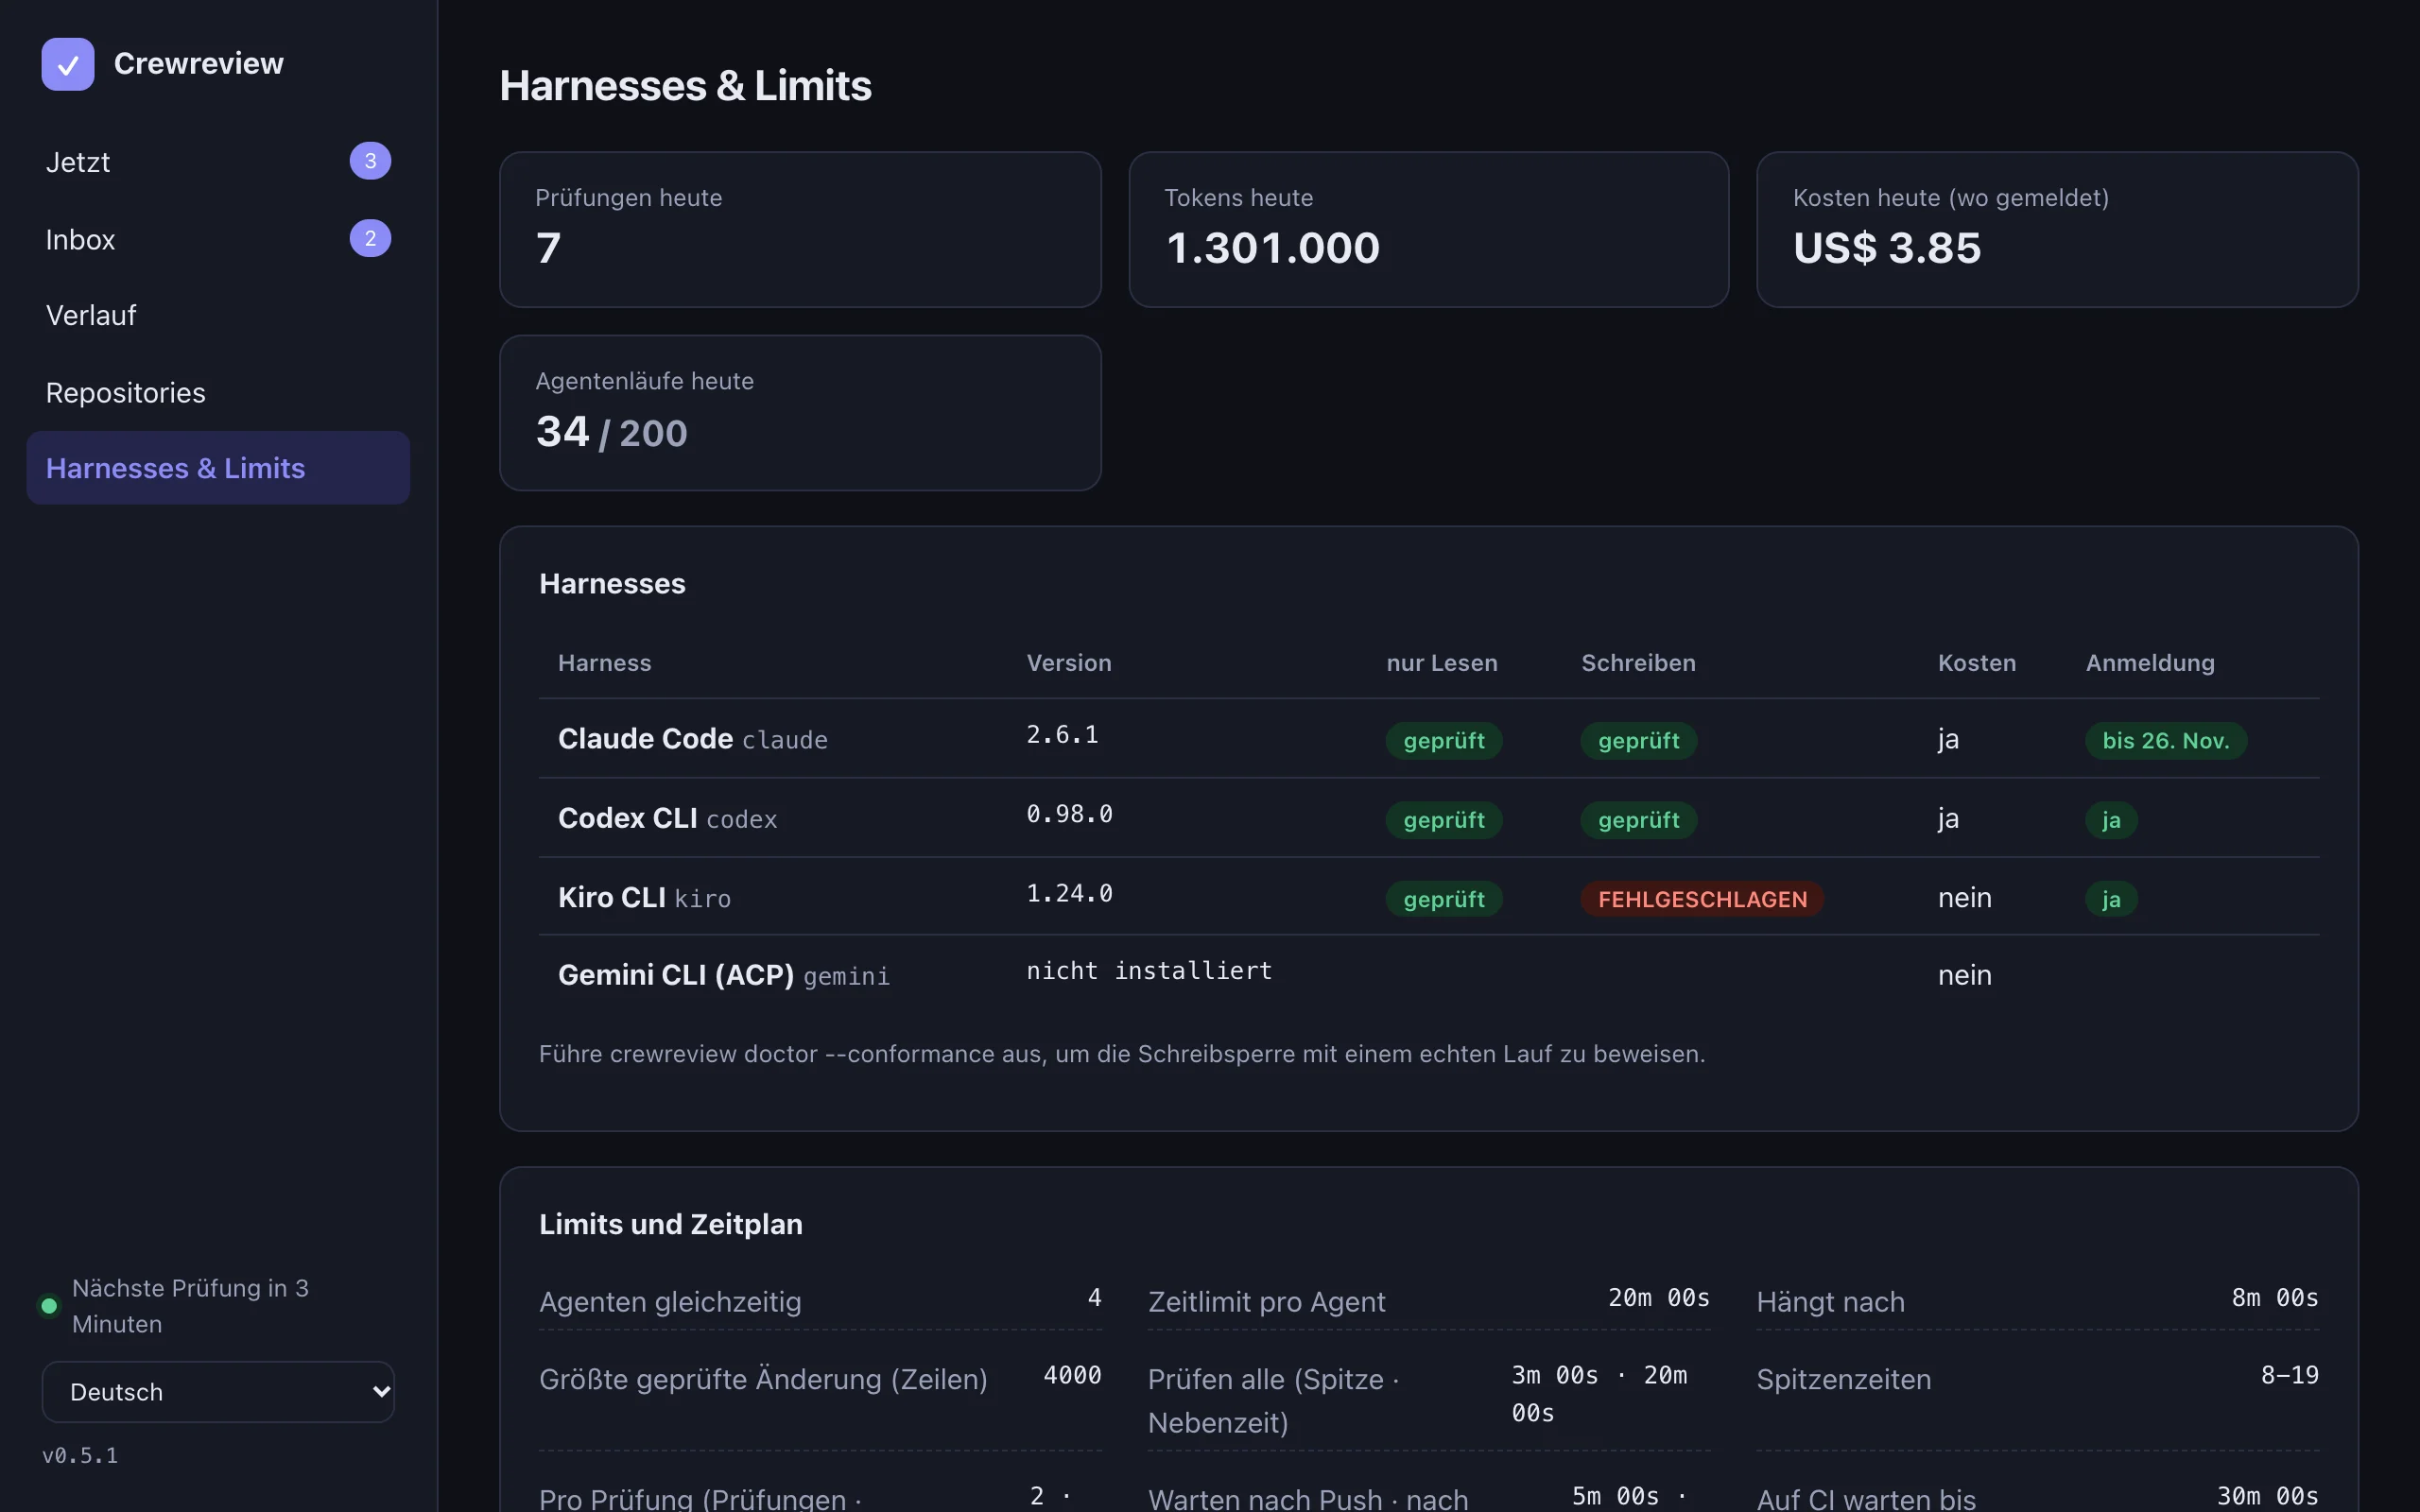 Crewreview
Jetzt 3
Inbox 2
Verlauf
Repositories
Harnesses & Limits
Nächste Prüfung in 3
Minuten
Deutsch
v0.5.1
Harnesses & Limits
Prüfungen heute
7
Tokens heute
1.301.000
Kosten heute (wo gemeldet)
US$ 3.85
Agentenläufe heute
34 / 200
Harnesses
Harness Version nur Lesen Schreiben Kosten Anmeldung
Claude Code claude 2.6.1 geprüft geprüft ja bis 26. Nov.
Codex CLI codex 0.98.0 geprüft geprüft ja ja
Kiro CLI kiro 1.24.0 geprüft FEHLGESCHLAGEN nein ja
Gemini CLI (ACP) gemini nicht installiert nein
Führe crewreview doctor --conformance aus, um die Schreibsperre mit einem echten Lauf zu beweisen.
Limits und Zeitplan
Agenten gleichzeitig 4
Zeitlimit pro Agent 20m 00s
Hängt nach 8m 00s
Größte geprüfte Änderung (Zeilen) 4000
Prüfen alle (Spitze · 3m 00s · 20m
Nebenzeit) 00s
Spitzenzeiten 8–19
Pro Prüfung (Prüfungen · 2 ·
Warten nach Push · nach 5m 00s ·
Auf CI warten bis 30m 00s